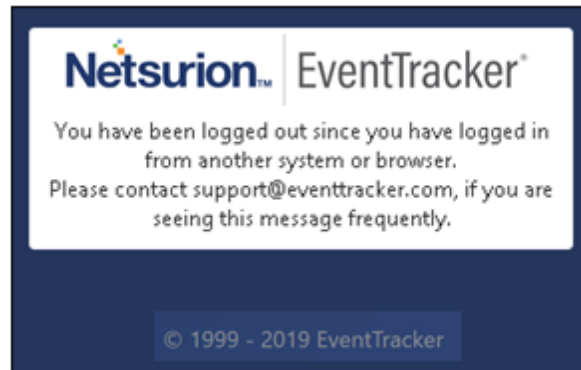 Netsurion™ EventTracker®
You have been logged out since you have logged in
from another system or browser.
Please contact support@eventtracker.com, if you are
seeing this message frequently.
© 1999 - 2019 EventTracker